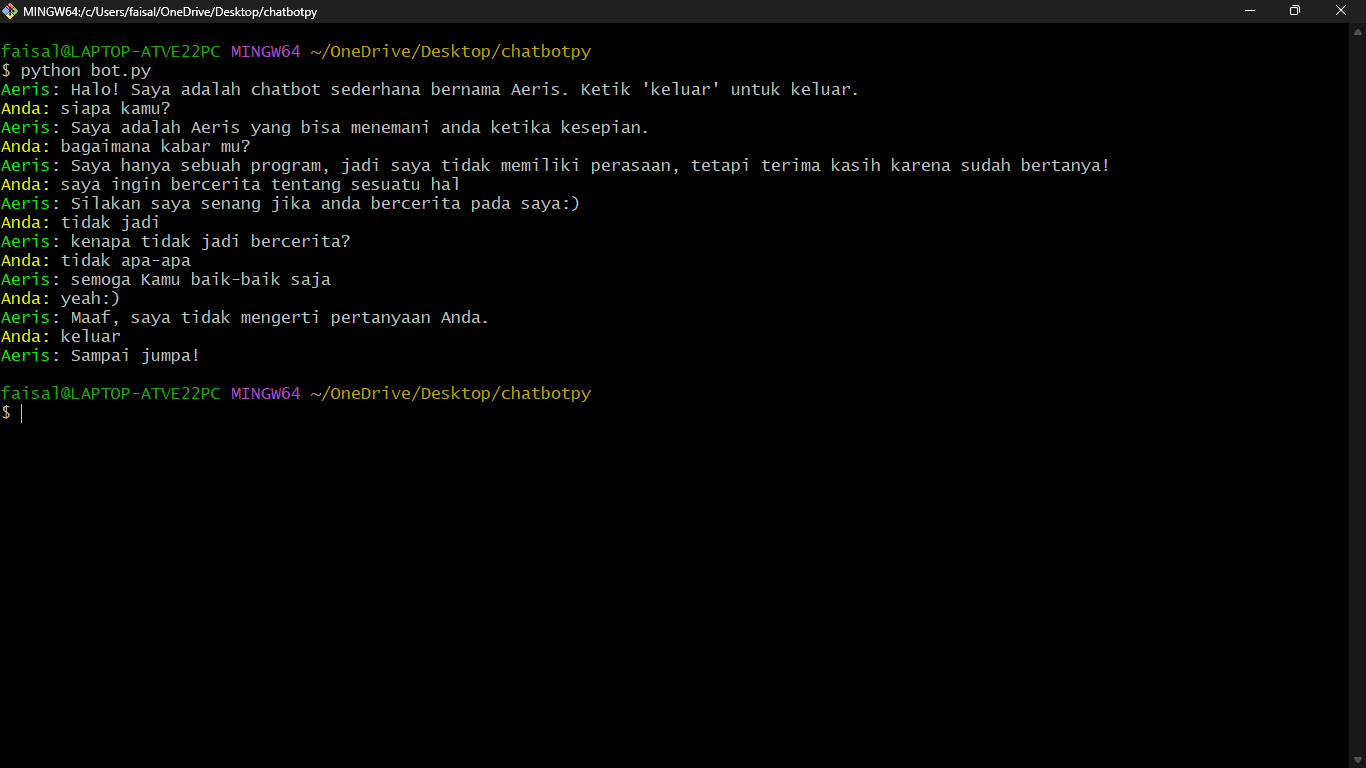 MINGW64:/c/Users/faisal/OneDrive/Desktop/chatbotpy
faisal@LAPTOP-ATVE22PC MINGW64 ~/OneDrive/Desktop/chatbotpy
$ python bot.py
Aeris: Halo! Saya adalah chatbot sederhana bernama Aeris. Ketik 'keluar' untuk keluar.
Anda: siapa kamu?
Aeris: Saya adalah Aeris yang bisa menemani anda ketika kesepian.
Anda: bagaimana kabar mu?
Aeris: Saya hanya sebuah program, jadi saya tidak memiliki perasaan, tetapi terima kasih karena sudah bertanya!
Anda: saya ingin bercerita tentang sesuatu hal
Aeris: Silakan saya senang jika anda bercerita pada saya:)
Anda: tidak jadi
Aeris: kenapa tidak jadi bercerita?
Anda: tidak apa-apa
Aeris: semoga Kamu baik-baik saja
Anda: yeah:)
Aeris: Maaf, saya tidak mengerti pertanyaan Anda.
Anda: keluar
Aeris: Sampai jumpa!
faisal@LAPTOP-ATVE22PC MINGW64 ~/OneDrive/Desktop/chatbotpy
$